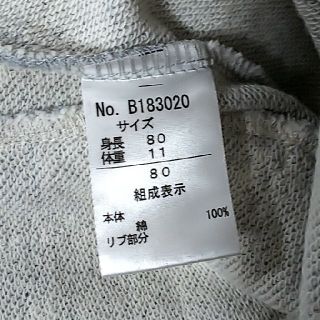 No. B183020
サイズ
身長 80
体重 11
80
組成表示
本体
綿 100%
リブ部分